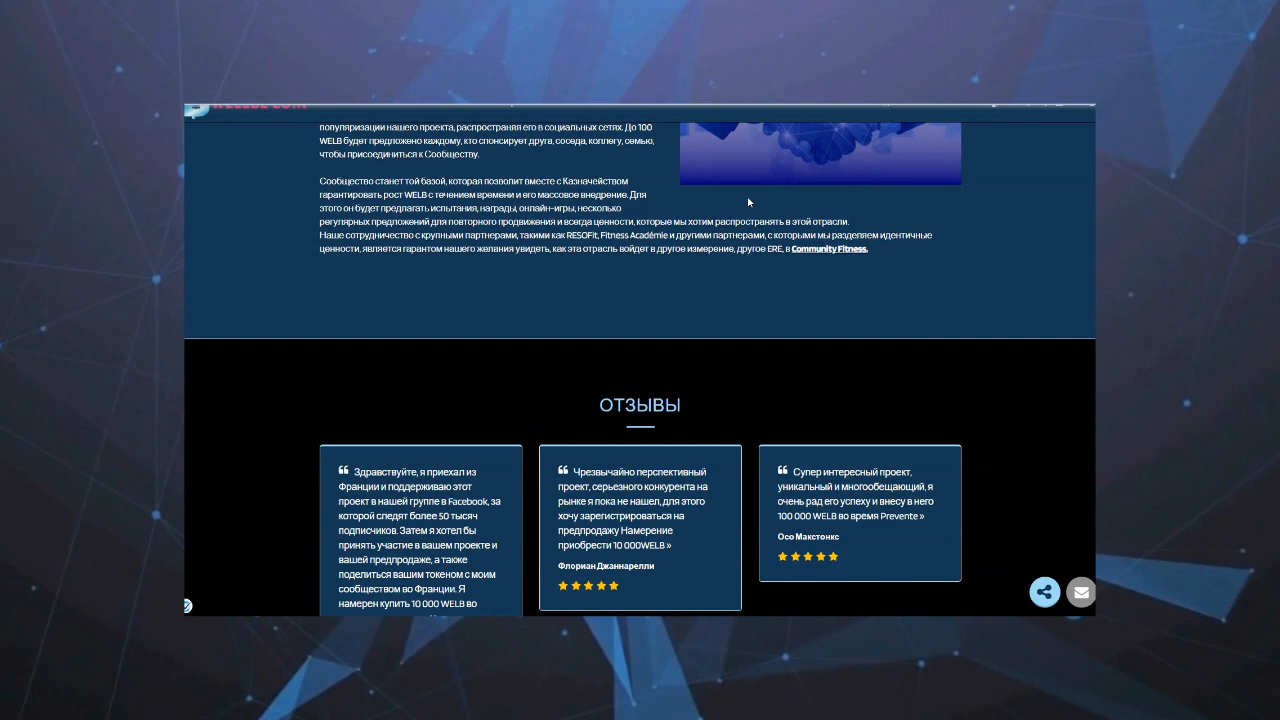 популяризации нашего проекта, распространяя его в социальных сетях. До 100
WELB будет предложено каждому, кто спонсирует друга, соседа, коллегу, семью,
чтобы присоединиться к Сообществу.
Сообщество станет той базой, которая позволит вместе с Казначейством
гарантировать рост WELB с течением времени и его массовое внедрение. Для
этого он будет предлагать испытания, награды, онлайн-игры, несколько
регулярных предложений для повторного продвижения и всегда ценности, которые мы хотим распространять в этой отрасли.
Наше сотрудничество с крупными партнерами, такими как RESOFit, Fitness Académie и другими партнерами, с которыми мы разделяем идентичные
ценности, является гарантом нашего желания увидеть, как эта отрасль войдет в другое измерение, другое ERE, в Community Fitness.
ОТЗЫВЫ
❝ Здравствуйте, я приехал из
Франции и поддерживаю этот
проект в нашей группе в Facebook, за
которой следят более 50 тысяч
подписчиков. Затем я хотел бы
принять участие в вашем проекте и
вашей предпродаже, а также
поделиться вашим токеном с моим
сообществом во Франции. Я
намерен купить 10 000 WELB во
❝ Чрезвычайно перспективный
проект, серьезного конкурента на
рынке я пока не нашел, для этого
хочу зарегистрироваться на
предпродажу Намерение
приобрести 10 000WELB »
Флориан Джаннарелли
❝ Супер интересный проект,
уникальный и многообещающий, я
очень рад его успеху и внесу в него
100 000 WELB во время Prevente »
Осо Макстонкс